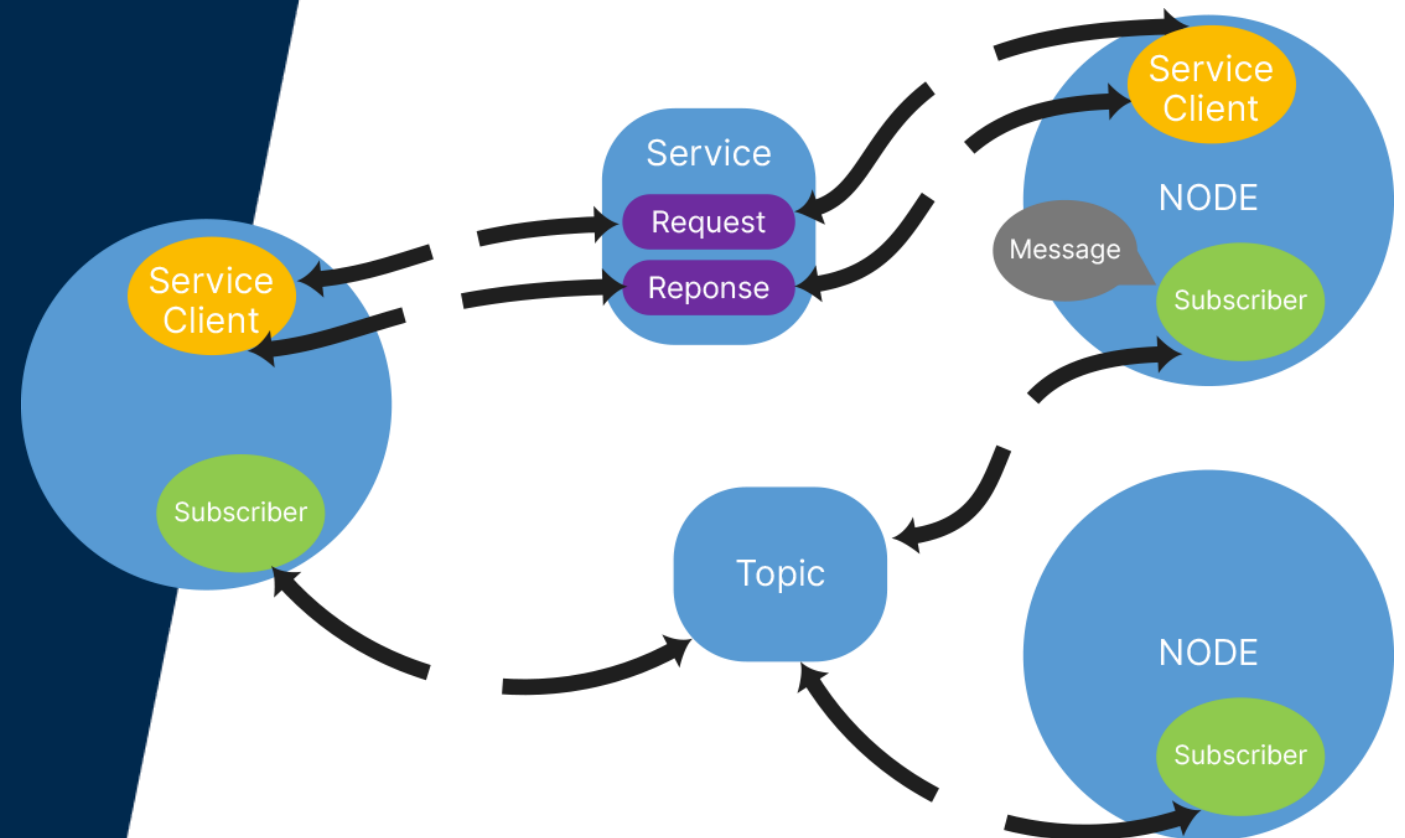 Service
Client
Subscriber
Service
Request
Reponse
Topic
Service
Client
NODE
Message
Subscriber
NODE
Subscriber